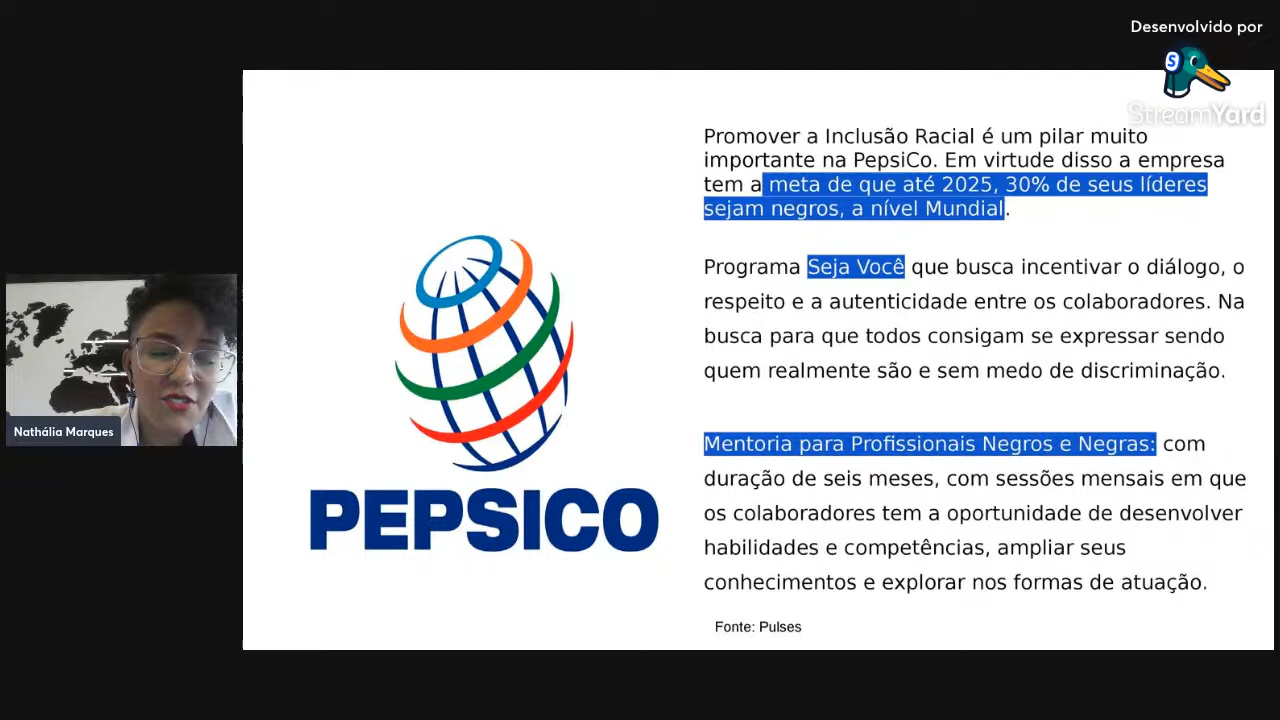 Desenvolvido por
S
StreamYard
Promover a Inclusão Racial é um pilar muito
importante na PepsiCo. Em virtude disso a empresa
tem a meta de que até 2025, 30% de seus líderes
sejam negros, a nível Mundial.
Programa Seja Você que busca incentivar o diálogo, o
respeito e a autenticidade entre os colaboradores. Na
busca para que todos consigam se expressar sendo
quem realmente são e sem medo de discriminação.
Nathália Marques
Mentoria para Profissionais Negros e Negras: com
duração de seis meses, com sessões mensais em que
os colaboradores tem a oportunidade de desenvolver
habilidades e competências, ampliar seus
conhecimentos e explorar nos formas de atuação.
PEPSICO
Fonte: Pulses